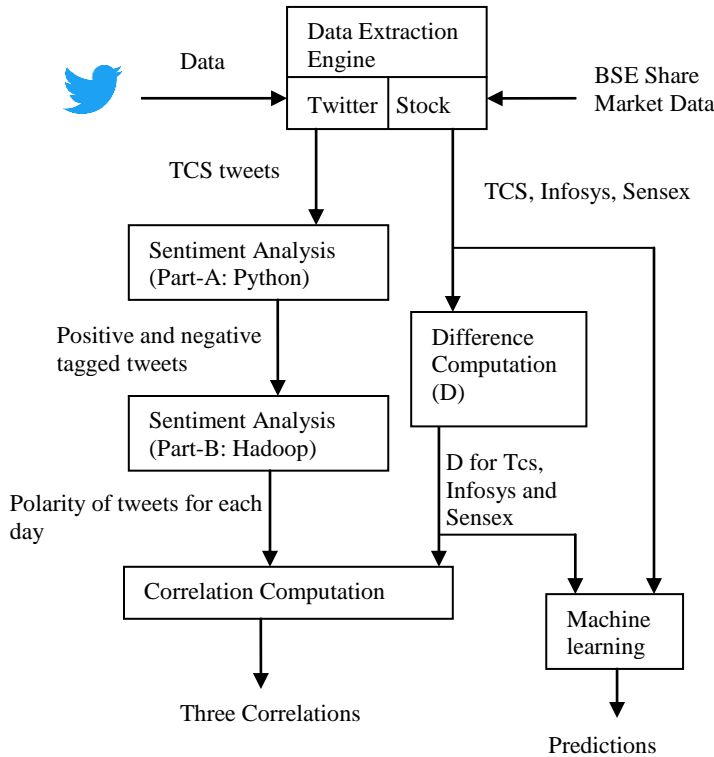 Data Extraction
Engine
Data
BSE Share
Market Data
Twitter
Stock
TCS tweets
TCS, Infosys, Sensex
Sentiment Analysis
(Part-A: Python)
Positive and negative
tagged tweets
Difference
Computation
(D)
Sentiment Analysis
(Part-B: Hadoop)
D for Tcs,
Infosys and
Sensex
Polarity of tweets for each
day
Correlation Computation
Machine
learning
Three Correlations
Predictions